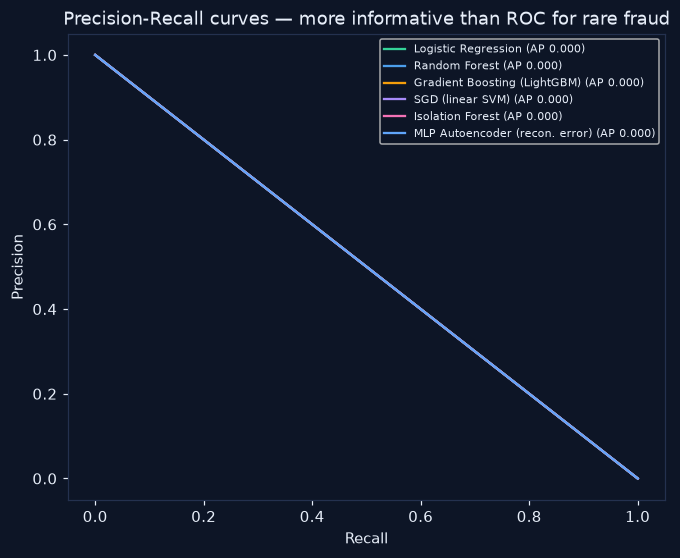 Precision-Recall curves — more informative than ROC for rare fraud
Logistic Regression (AP 0.000)
Random Forest (AP 0.000)
Gradient Boosting (LightGBM) (AP 0.000)
SGD (linear SVM) (AP 0.000)
Isolation Forest (AP 0.000)
MLP Autoencoder (recon. error) (AP 0.000)
Precision
1.0
0.8
0.6
0.4
0.2
0.0
0.0 0.2 0.4 0.6 0.8 1.0
Recall